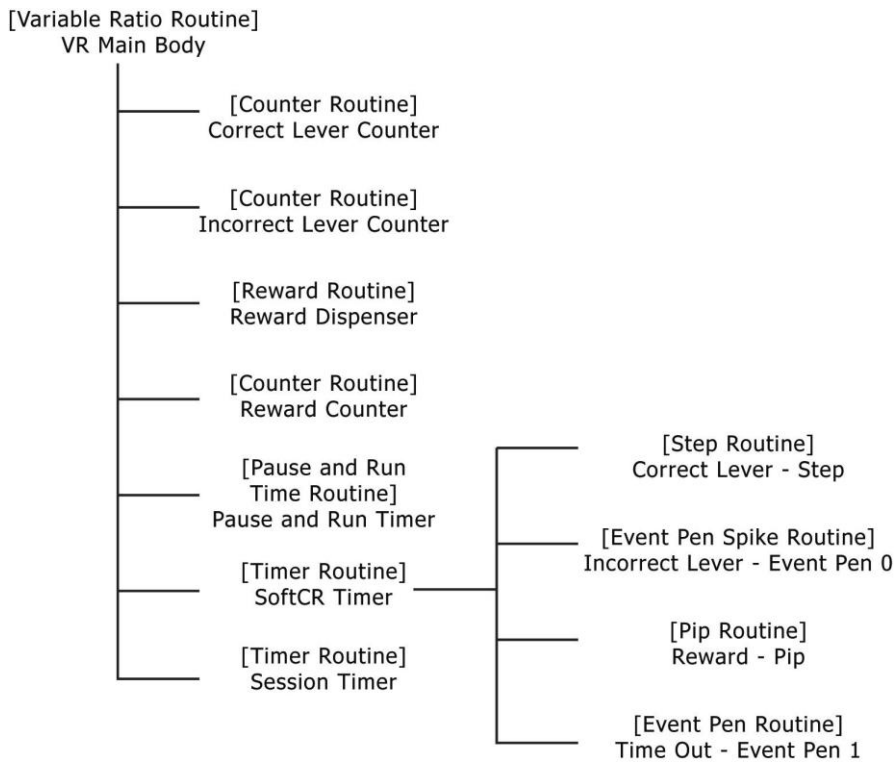 [Variable Ratio Routine]
VR Main Body
[Counter Routine]
Correct Lever Counter
[Counter Routine]
Incorrect Lever Counter
[Reward Routine]
Reward Dispenser
[Counter Routine]
Reward Counter
[Pause and Run
Time Routine]
Pause and Run Timer
[Timer Routine]
SoftCR Timer
[Timer Routine]
Session Timer
[Step Routine]
Correct Lever - Step
[Event Pen Spike Routine]
Incorrect Lever - Event Pen 0
[Pip Routine]
Reward - Pip
[Event Pen Routine]
Time Out - Event Pen 1